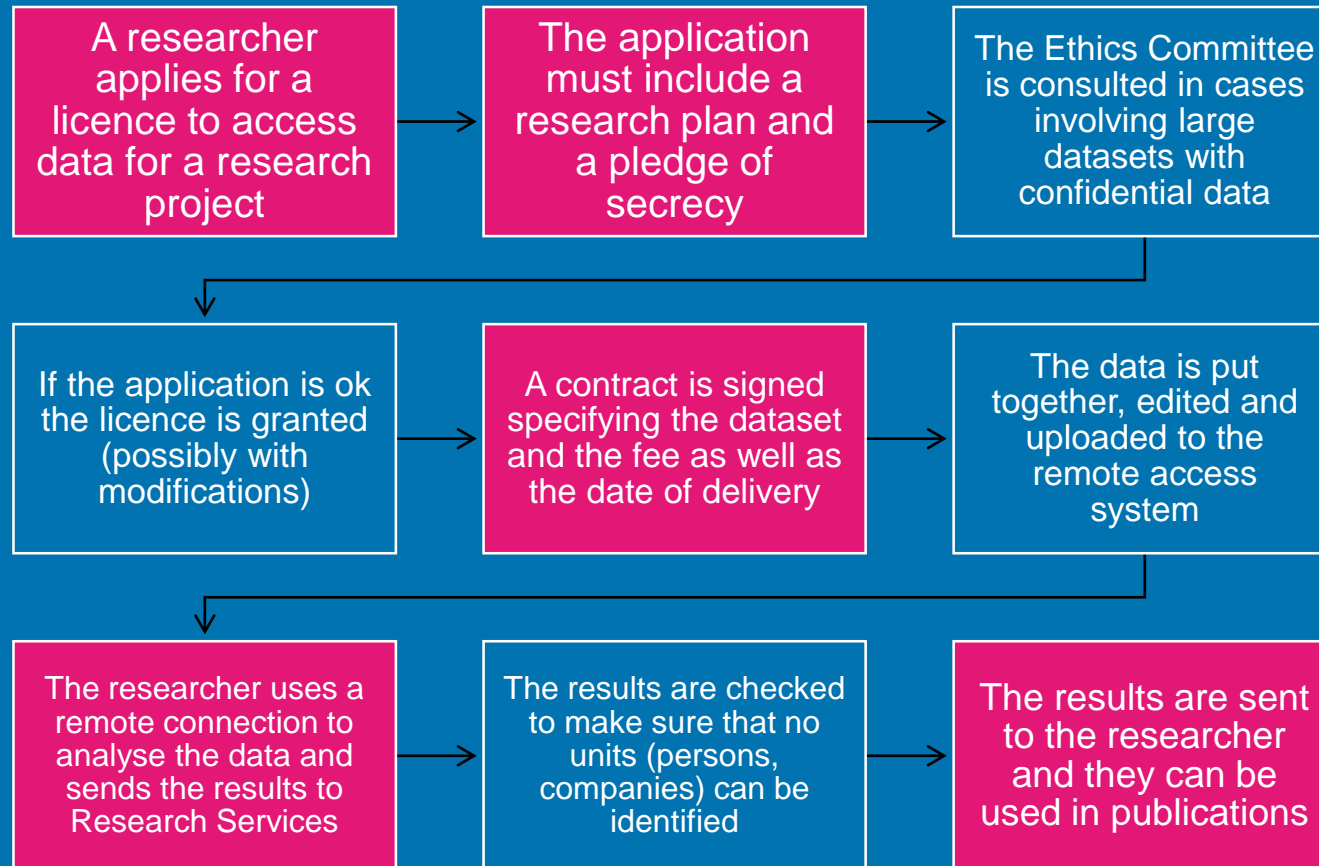 A researcher
applies for a
licence to access
data for a research
project
The application
must include a
research plan and
a pledge of
secrecy
The Ethics Committee
is consulted in cases
involving large
datasets with
confidential data
If the application is ok
the licence is granted
(possibly with
modifications)
A contract is signed
specifying the dataset
and the fee as well as
the date of delivery
The data is put
together, edited and
uploaded to the
remote access
system
The researcher uses a
remote connection to
analyse the data and
sends the results to
Research Services
The results are checked
to make sure that no
units (persons,
companies) can be
identified
The results are sent
to the researcher
and they can be
used in publications